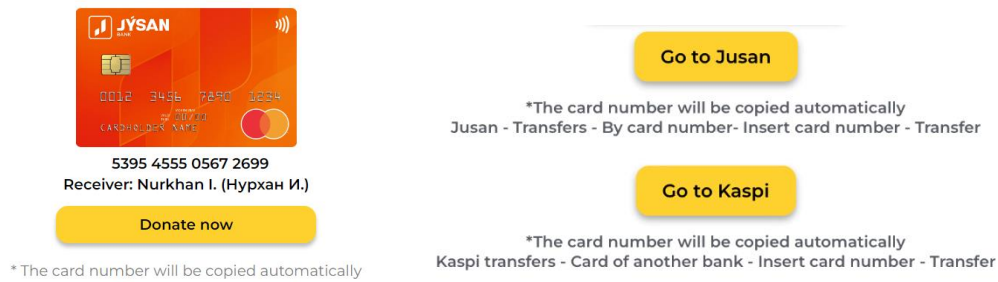 JÝSAN
BANK
0012 3456 7890 1234
00/00
CARDHOLDER NAME
5395 4555 0567 2699
Receiver: Nurkhan I. (Нурхан И.)
Donate now
* The card number will be copied automatically
Go to Jusan
*The card number will be copied automatically
Jusan - Transfers - By card number- Insert card number - Transfer
Go to Kaspi
*The card number will be copied automatically
Kaspi transfers - Card of another bank - Insert card number - Transfer